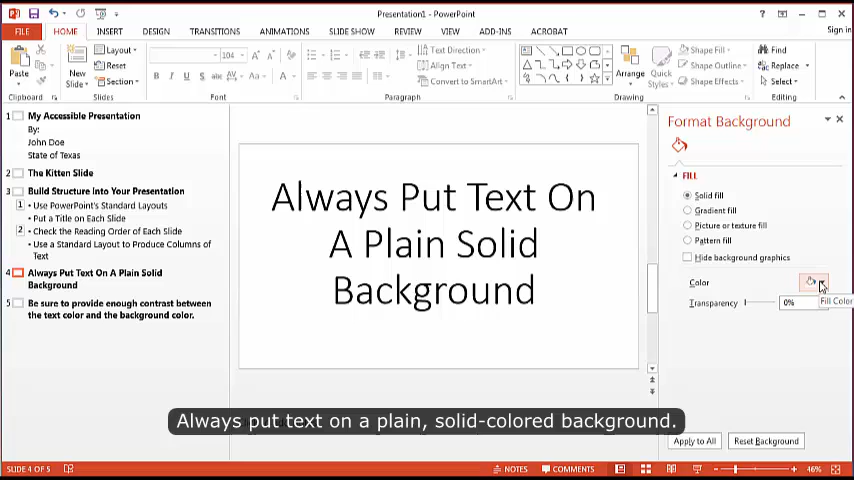 Presentation1 - PowerPoint
Sign in
FILE HOME INSERT DESIGN TRANSITIONS ANIMATIONS SLIDE SHOW REVIEW VIEW ADD-INS ACROBAT
Paste
New
Slide
Layout
Reset
Section
104
Text Direction
Align Text
Convert to SmartArt
Arrange
Quick
Styles
Shape Fill
Shape Outline
Shape Effects
Find
Replace
Select
Clipboard Slides Font Paragraph Drawing Editing
1 My Accessible Presentation
By:
John Doe
State of Texas
2 The Kitten Slide
3 Build Structure Into Your Presentation
1 • Use PowerPoint's Standard Layouts
• Put a Title on Each Slide
2 • Check the Reading Order of Each Slide
• Use a Standard Layout to Produce Columns of
Text
4 Always Put Text On A Plain Solid
Background
5 Be sure to provide enough contrast between
the text color and the background color.
Always Put Text On
A Plain Solid
Background
Format Background
FILL
Solid fill
Gradient fill
Picture or texture fill
Pattern fill
Hide background graphics
Color
Fill Color
Transparency 0%
Apply to All Reset Background
Always put text on a plain, solid-colored background.
SLIDE 4 OF 5 NOTES COMMENTS 46%